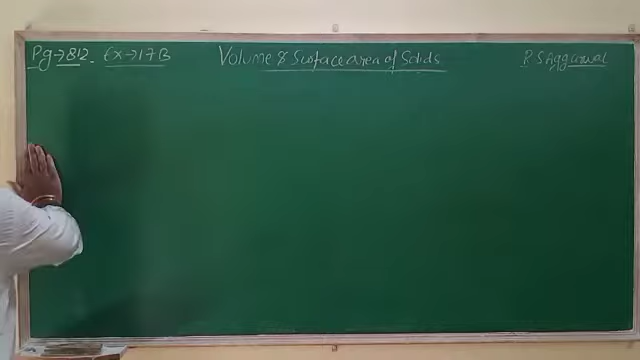 Pg→812. Ex→17B Volume & Surface area of Solids R S Aggarwal